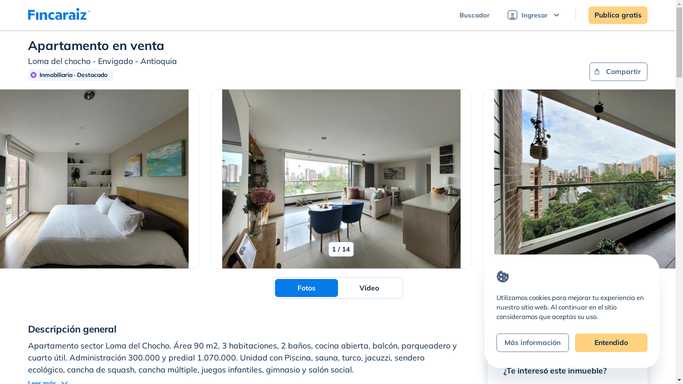 Fincaraiz
Buscador
Ingresar
Publica gratis
Apartamento en venta
Loma del chocho - Envigado - Antioquia
Inmobiliaria · Destacado
Compartir
1 / 14
Fotos
Video
Utilizamos cookies para mejorar tu experiencia en
nuestro sitio web. Al continuar en el sitio
consideramos que aceptas su uso.
Más información
Entendido
Descripción general
Apartamento sector Loma del Chocho, Área 90 m2, 3 habitaciones, 2 baños, cocina abierta, balcón, parqueadero y
cuarto útil. Administración 300.000 y predial 1.070.000. Unidad con Piscina, sauna, turco, jacuzzi, sendero
ecológico, cancha de squash, cancha múltiple, juegos infantiles, gimnasio y salón social.
Leer más
¿Te interesó este inmueble?